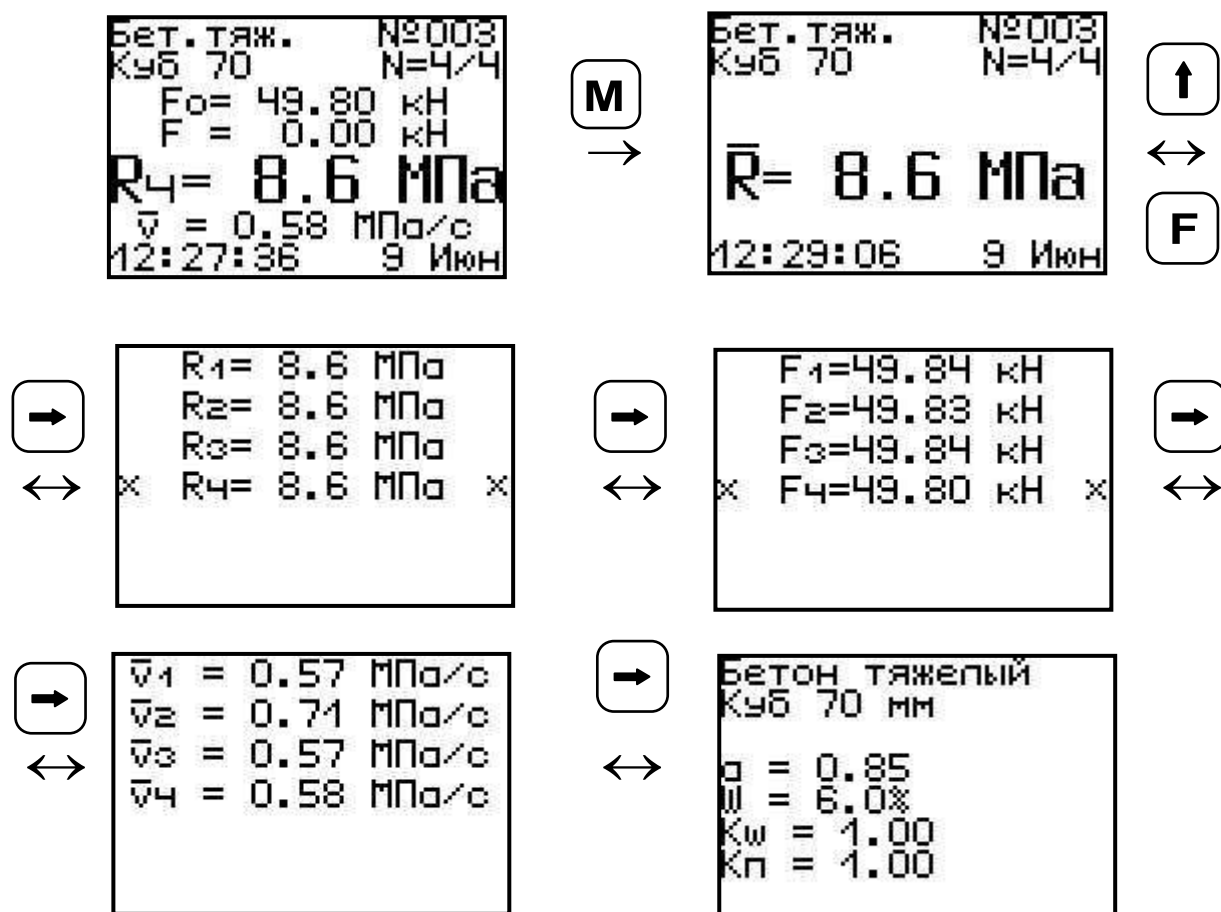 Бет.тяж. №003
Куб 70 N=4/4
Fo= 49.80 кН
F = 0.00 кН
R4= 8.6 МПа
v̅ = 0.58 МПа/с
12:27:36 9 Июн
M
Бет.тяж. №003
Куб 70 N=4/4
R̅= 8.6 МПа
12:29:06 9 Июн
F
R1= 8.6 МПа
R2= 8.6 МПа
R3= 8.6 МПа
× R4= 8.6 МПа ×
F1=49.84 кН
F2=49.83 кН
F3=49.84 кН
× F4=49.80 кН ×
v̅1 = 0.57 МПа/с
v̅2 = 0.71 МПа/с
v̅3 = 0.57 МПа/с
v̅4 = 0.58 МПа/с
Бетон тяжелый
Куб 70 мм
a = 0.85
W = 6.0%
Kw = 1.00
Kп = 1.00